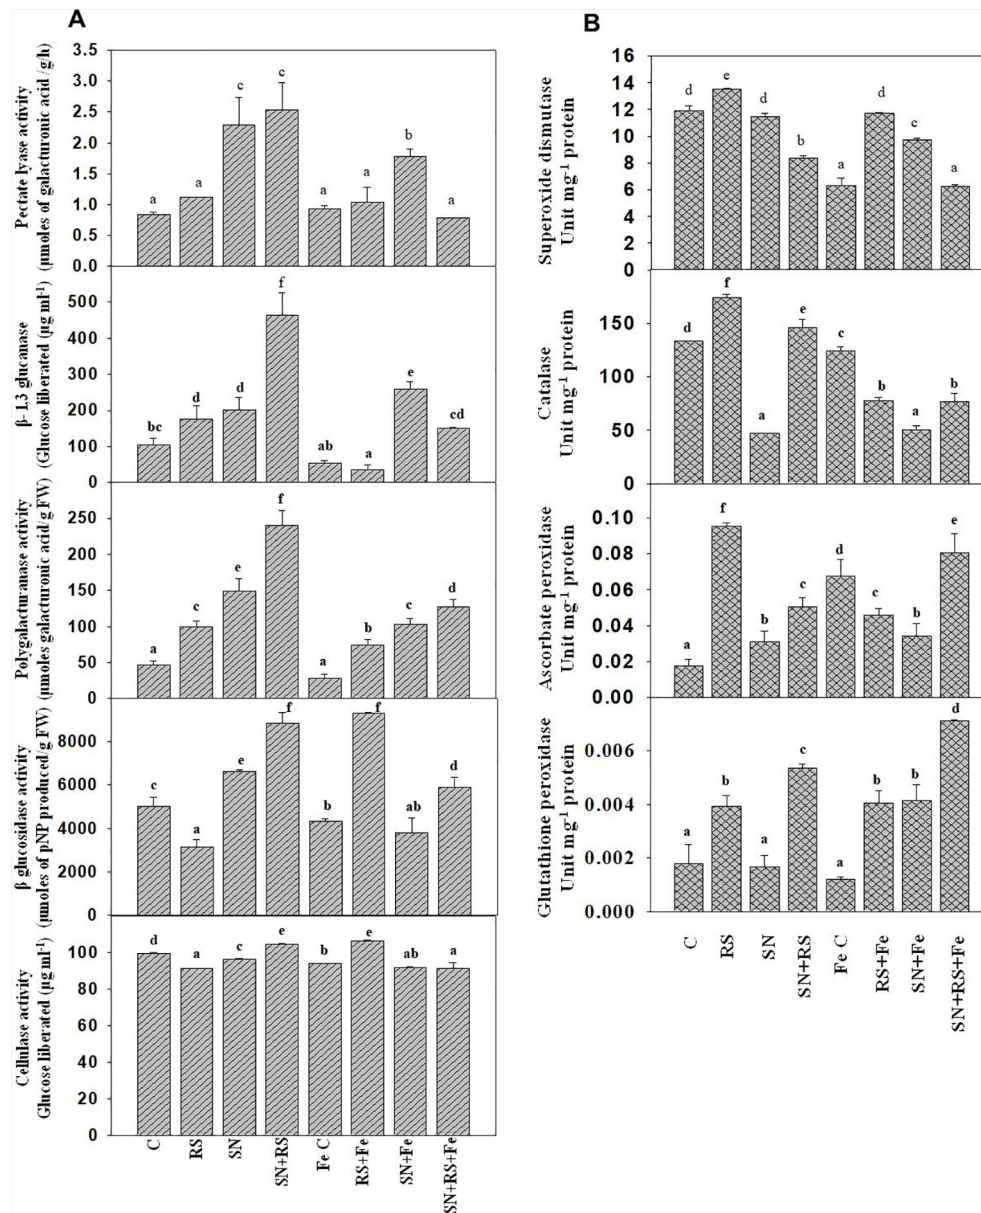 A
Pectate lyase activity
(µmoles of galacturonic acid /g/h)
3.5
3.0
2.5
2.0
1.5
1.0
0.5
0.0
a
a
c
c
a
a
b
a
β-1,3 glucanase
(Glucose liberated (µg ml-1)
500
400
300
200
100
0
bc
d
d
f
ab
a
e
cd
Polygalacturanase activity
(µmoles galacturonic acid/g FW)
250
200
150
100
50
0
a
c
e
f
a
b
c
d
β glucosidase activity
(µmoles of pNP produced/g FW)
8000
6000
4000
2000
0
c
a
e
f
b
f
ab
d
Cellulase activity
Glucose liberated (µg ml-1)
100
80
60
40
20
0
d
a
c
e
b
e
ab
a
C
RS
SN
SN+RS
Fe C
RS+Fe
SN+Fe
SN+RS+Fe
B
Superoxide dismutase
Unit mg-1 protein
16
14
12
10
8
6
4
2
0
d
e
d
b
a
d
c
a
Catalase
Unit mg-1 protein
150
100
50
0
d
f
a
e
c
b
a
b
Ascorbate peroxidase
Unit mg-1 protein
0.10
0.08
0.06
0.04
0.02
0.00
a
f
b
c
d
c
b
e
Glutathione peroxidase
Unit mg-1 protein
0.006
0.004
0.002
0.000
a
b
a
c
a
b
b
d
C
RS
SN
SN+RS
Fe C
RS+Fe
SN+Fe
SN+RS+Fe